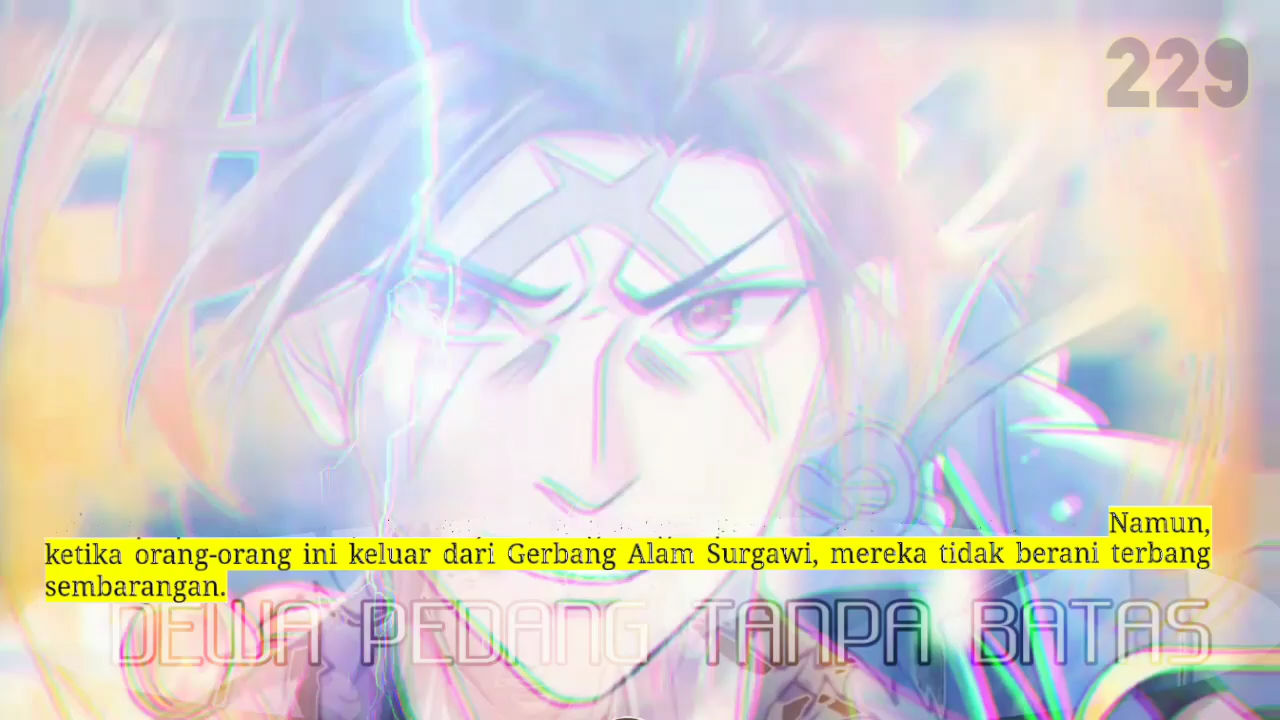 229
Namun,
ketika orang-orang ini keluar dari Gerbang Alam Surgawi, mereka tidak berani terbang
sembarangan.
DEWA PEDANG TANPA BATAS